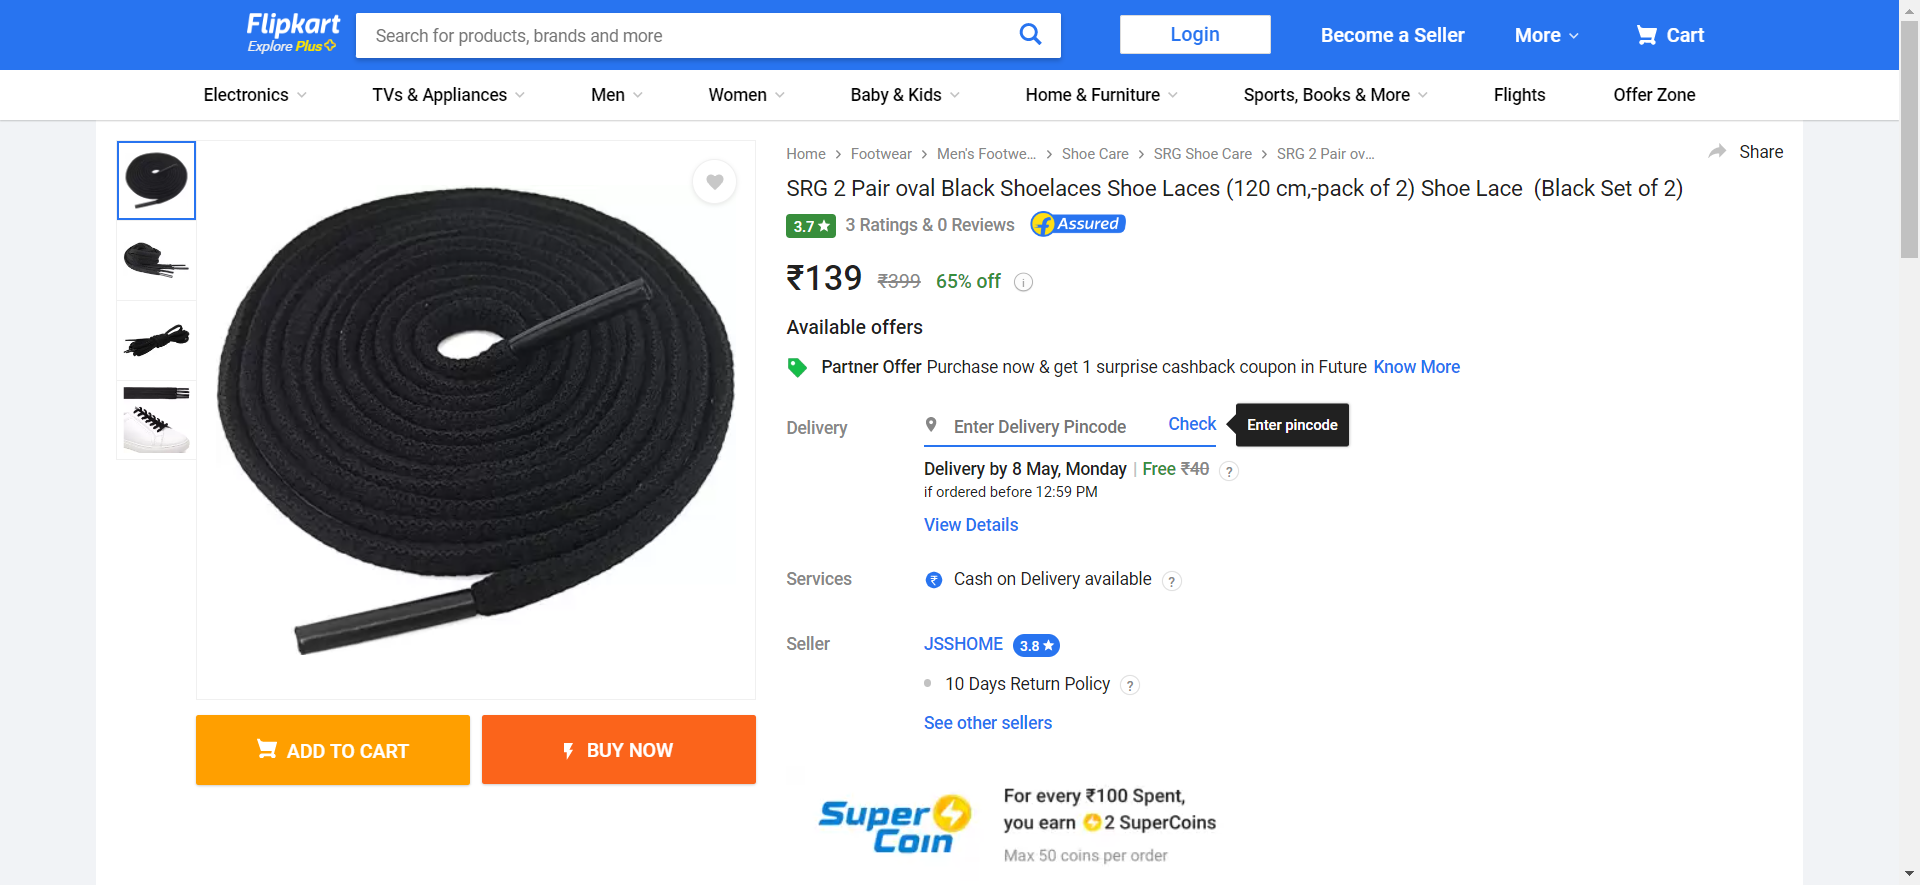 Flipkart
Explore Plus
Search for products, brands and more
Login
Become a Seller
More
Cart
Electronics
TVs & Appliances
Men
Women
Baby & Kids
Home & Furniture
Sports, Books & More
Flights
Offer Zone
Home
Footwear
Men's Footwe...
Shoe Care
SRG Shoe Care
SRG 2 Pair ov...
Share
SRG 2 Pair oval Black Shoelaces Shoe Laces (120 cm,-pack of 2) Shoe Lace (Black Set of 2)
3.7 ★ 3 Ratings & 0 Reviews
f Assured
₹139 ₹399 65% off i
Available offers
Partner Offer Purchase now & get 1 surprise cashback coupon in Future Know More
Delivery
Enter Delivery Pincode
Check
Enter pincode
Delivery by 8 May, Monday | Free ₹40 ?
if ordered before 12:59 PM
View Details
Services
₹ Cash on Delivery available ?
Seller
JSSHOME 3.8 ★
10 Days Return Policy ?
See other sellers
ADD TO CART
BUY NOW
Super
Coin
For every ₹100 Spent,
you earn 2 SuperCoins
Max 50 coins per order